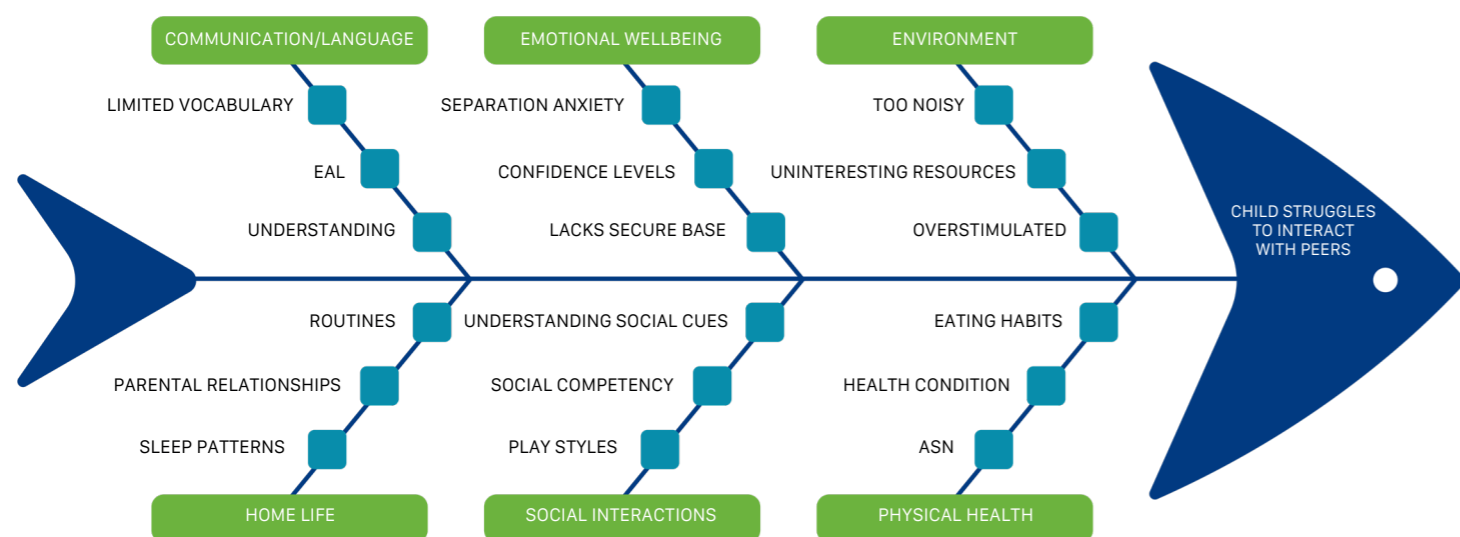 COMMUNICATION/LANGUAGE
EMOTIONAL WELLBEING
ENVIRONMENT
LIMITED VOCABULARY
SEPARATION ANXIETY
TOO NOISY
EAL
CONFIDENCE LEVELS
UNINTERESTING RESOURCES
UNDERSTANDING
LACKS SECURE BASE
OVERSTIMULATED
CHILD STRUGGLES
TO INTERACT
WITH PEERS
ROUTINES
UNDERSTANDING SOCIAL CUES
EATING HABITS
PARENTAL RELATIONSHIPS
SOCIAL COMPETENCY
HEALTH CONDITION
SLEEP PATTERNS
PLAY STYLES
ASN
HOME LIFE
SOCIAL INTERACTIONS
PHYSICAL HEALTH